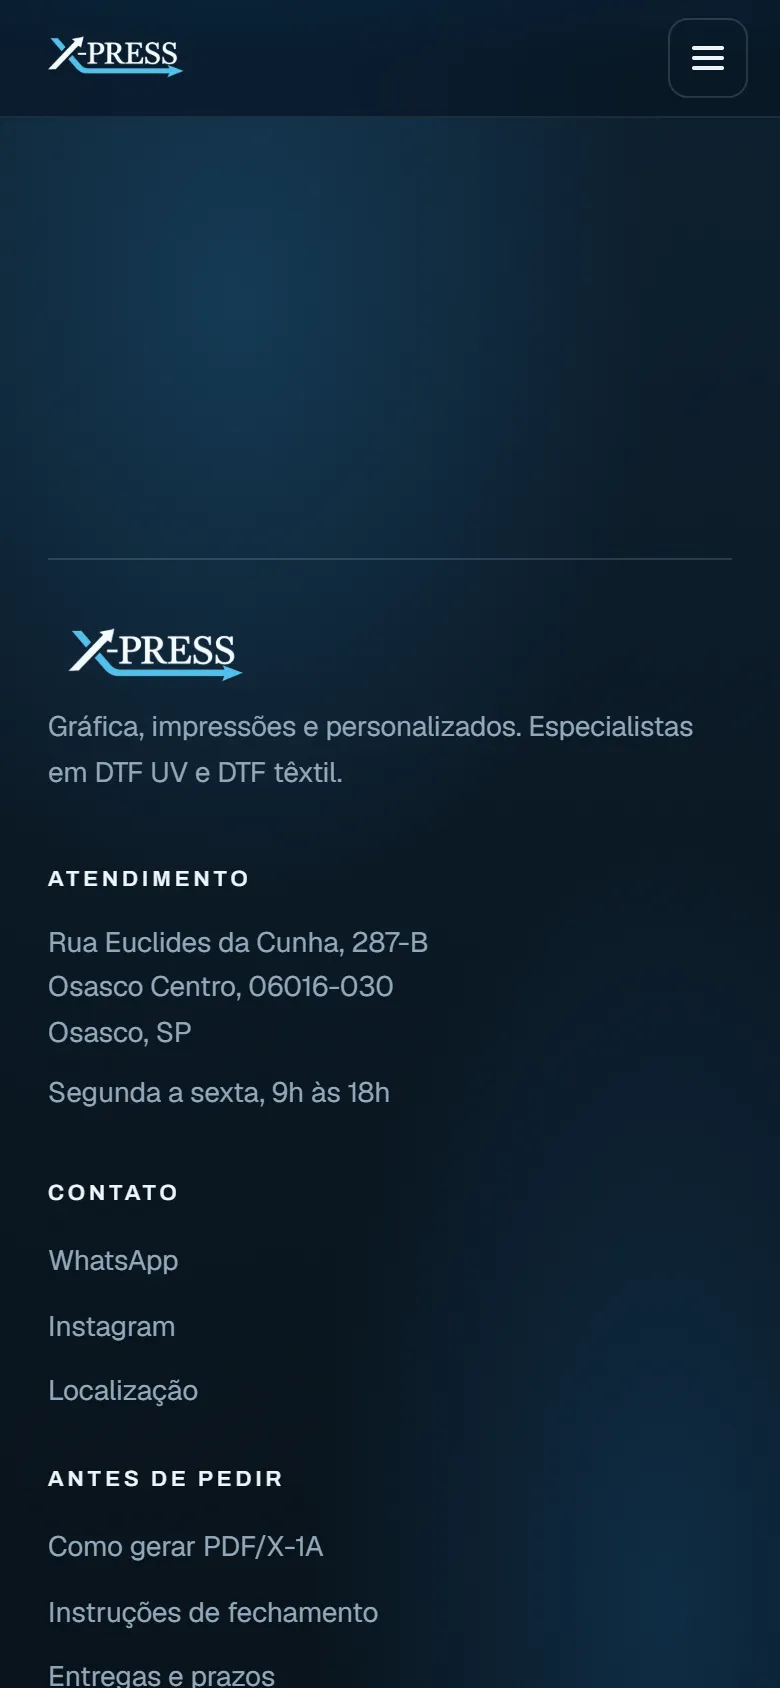 X-PRESS
X-PRESS
Gráfica, impressões e personalizados. Especialistas
em DTF UV e DTF têxtil.
ATENDIMENTO
Rua Euclides da Cunha, 287-B
Osasco Centro, 06016-030
Osasco, SP
Segunda a sexta, 9h às 18h
CONTATO
WhatsApp
Instagram
Localização
ANTES DE PEDIR
Como gerar PDF/X-1A
Instruções de fechamento
Entregas e prazos